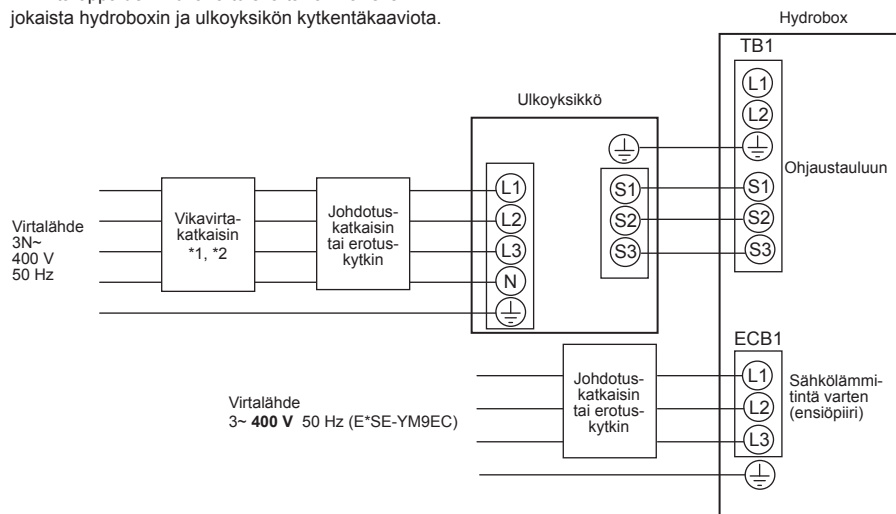 jokaista hydroboxin ja ulkoyksikön kytkentäkaaviota.
Hydrobox
TB1
L1
L2
Ohjaustauluun
S1
S2
S3
Ulkoyksikkö
L1
L2
L3
N
S1
S2
S3
Virtalähde
3N~
400 V
50 Hz
Vikavirta-
katkaisin
*1, *2
Johdotus-
katkaisin
tai erotus-
kytkin
Virtalähde
3~ 400 V 50 Hz (E*SE-YM9EC)
Johdotus-
katkaisin
tai erotus-
kytkin
ECB1
L1
L2
L3
Sähkölämmi-
tintä varten
(ensiöpiiri)